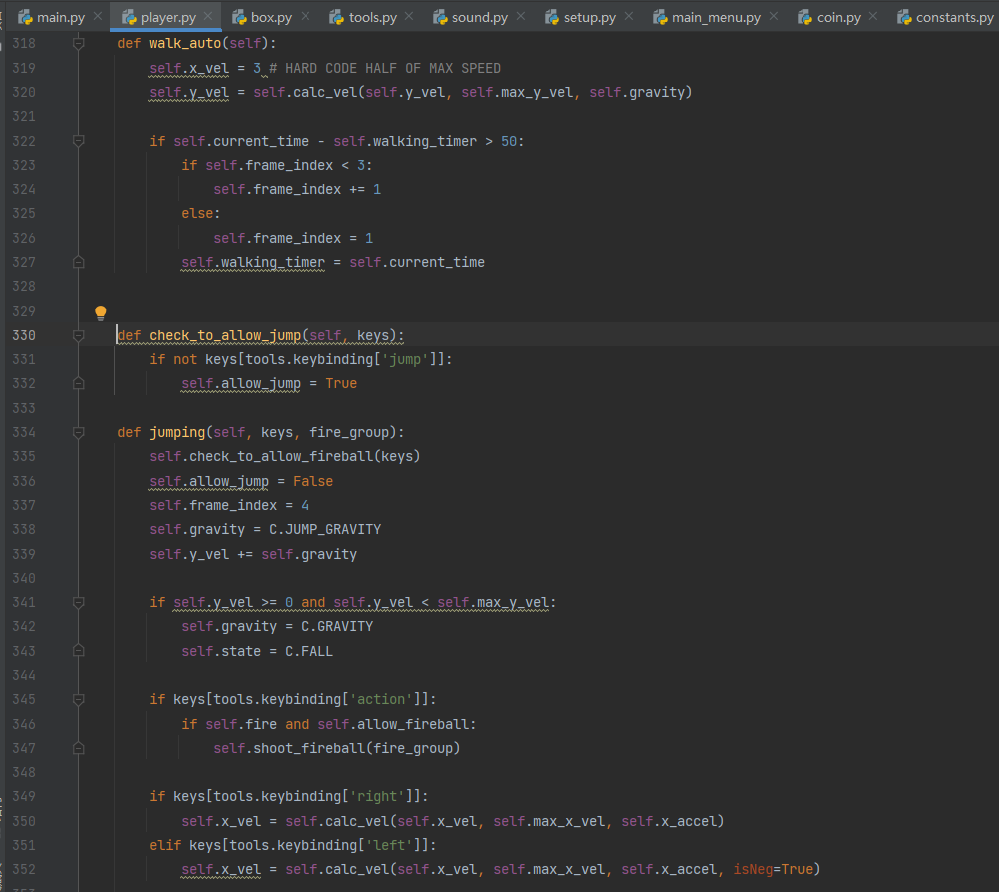 main.py player.py box.py tools.py sound.py setup.py main_menu.py coin.py constants.py
318 def walk_auto(self):
319 self.x_vel = 3 # HARD CODE HALF OF MAX SPEED
320 self.y_vel = self.calc_vel(self.y_vel, self.max_y_vel, self.gravity)
321
322 if self.current_time - self.walking_timer > 50:
323 if self.frame_index < 3:
324 self.frame_index += 1
325 else:
326 self.frame_index = 1
327 self.walking_timer = self.current_time
328
329
330 def check_to_allow_jump(self, keys):
331 if not keys[tools.keybinding['jump']]:
332 self.allow_jump = True
333
334 def jumping(self, keys, fire_group):
335 self.check_to_allow_fireball(keys)
336 self.allow_jump = False
337 self.frame_index = 4
338 self.gravity = C.JUMP_GRAVITY
339 self.y_vel += self.gravity
340
341 if self.y_vel >= 0 and self.y_vel < self.max_y_vel:
342 self.gravity = C.GRAVITY
343 self.state = C.FALL
344
345 if keys[tools.keybinding['action']]:
346 if self.fire and self.allow_fireball:
347 self.shoot_fireball(fire_group)
348
349 if keys[tools.keybinding['right']]:
350 self.x_vel = self.calc_vel(self.x_vel, self.max_x_vel, self.x_accel)
351 elif keys[tools.keybinding['left']]:
352 self.x_vel = self.calc_vel(self.x_vel, self.max_x_vel, self.x_accel, isNeg=True)